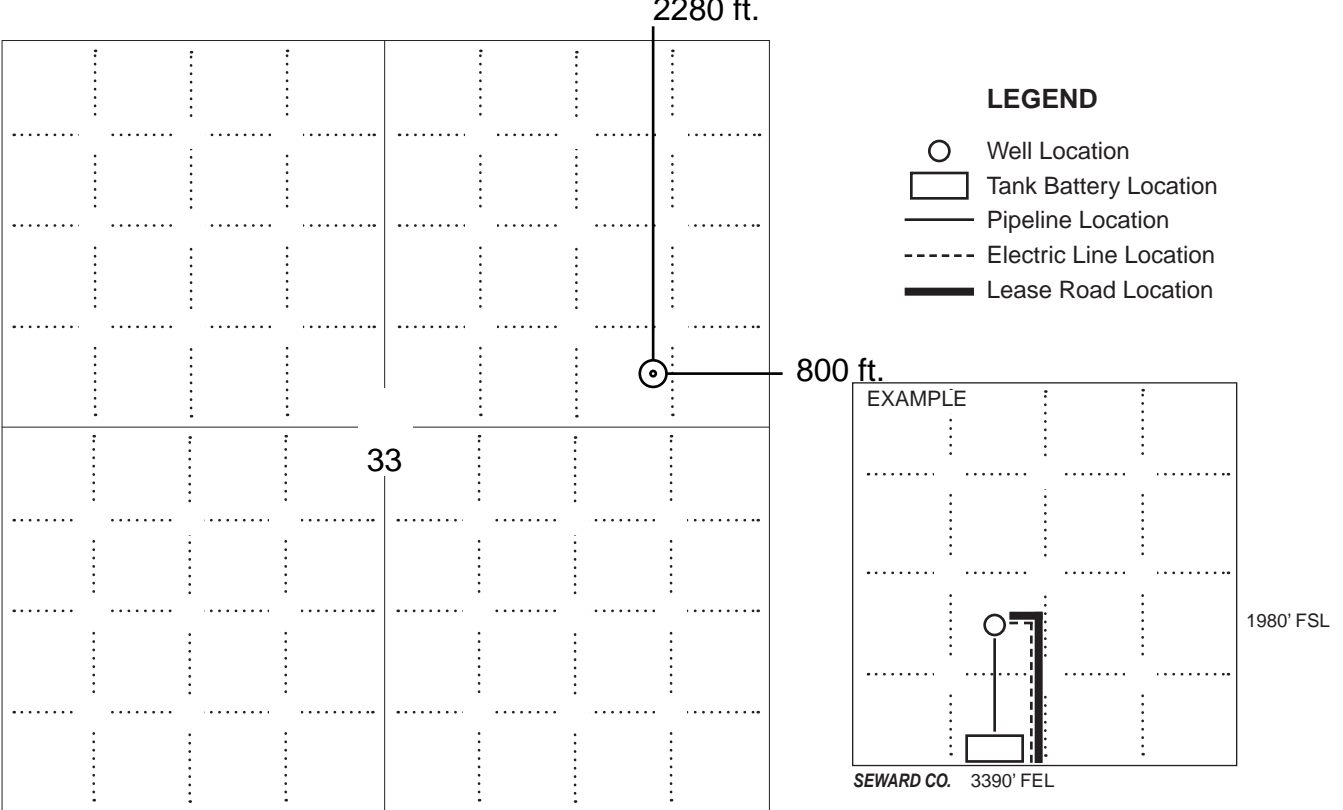 2280 ft.
LEGEND
Well Location
Tank Battery Location
Pipeline Location
Electric Line Location
Lease Road Location
800 ft.
EXAMPLE
33
1980’ FSL
SEWARD CO. 3390’ FEL